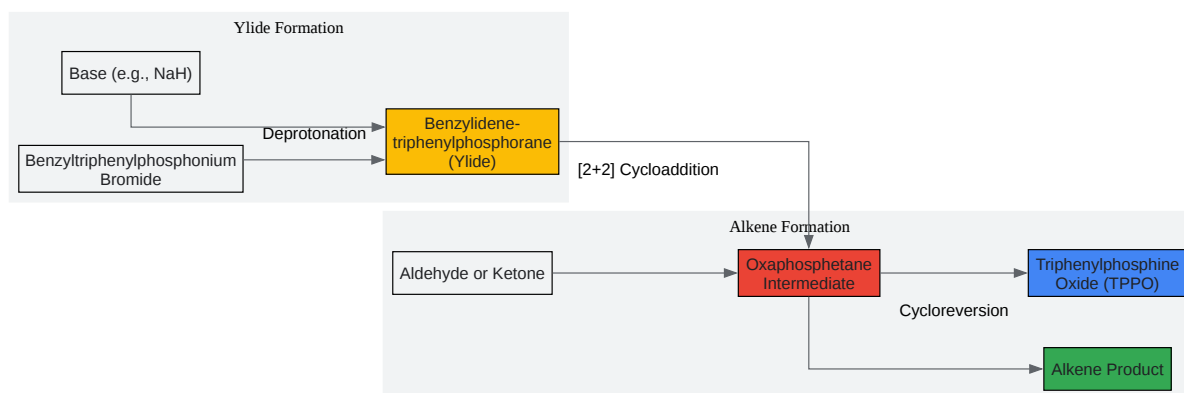 Ylide Formation
Base (e.g., NaH)
Deprotonation
Benzylidene-
triphenylphosphorane
(Ylide)
Benzyltriphenylphosphonium
Bromide
[2+2] Cycloaddition
Alkene Formation
Aldehyde or Ketone
Oxaphosphetane
Intermediate
Triphenylphosphine
Oxide (TPPO)
Cycloreversion
Alkene Product